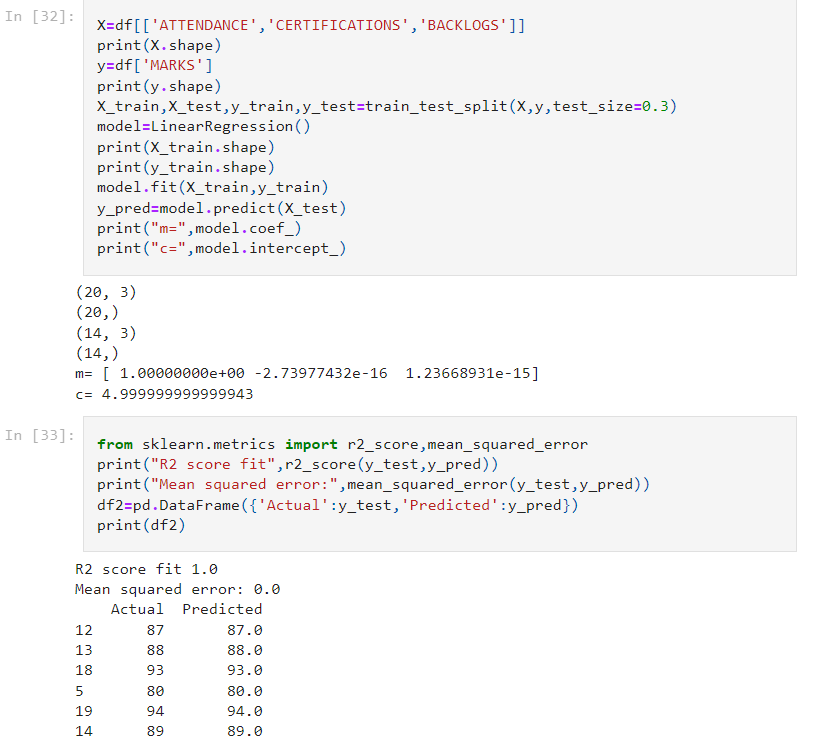 In [32]:
X=df[['ATTENDANCE','CERTIFICATIONS','BACKLOGS']]
print(X.shape)
y=df['MARKS']
print(y.shape)
X_train,X_test,y_train,y_test=train_test_split(X,y,test_size=0.3)
model=LinearRegression()
print(X_train.shape)
print(y_train.shape)
model.fit(X_train,y_train)
y_pred=model.predict(X_test)
print("m=",model.coef_)
print("c=",model.intercept_)
(20, 3)
(20,)
(14, 3)
(14,)
m= [ 1.00000000e+00 -2.73977432e-16  1.23668931e-15]
c= 4.999999999999943
In [33]:
from sklearn.metrics import r2_score,mean_squared_error
print("R2 score fit",r2_score(y_test,y_pred))
print("Mean squared error:",mean_squared_error(y_test,y_pred))
df2=pd.DataFrame({'Actual':y_test,'Predicted':y_pred})
print(df2)
R2 score fit 1.0
Mean squared error: 0.0
    Actual  Predicted
12      87       87.0
13      88       88.0
18      93       93.0
5       80       80.0
19      94       94.0
14      89       89.0